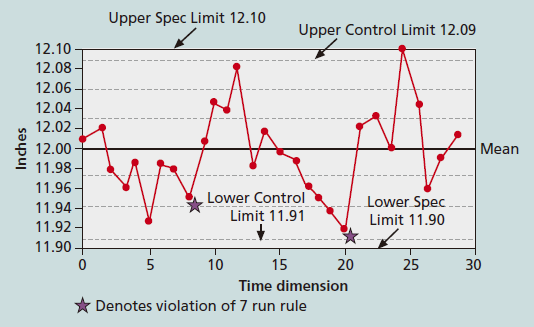 Upper Spec Limit 12.10
Upper Control Limit 12.09
12.10
12.08
12.06
12.04
12.02
12.00
11.98
11.96
11.94
11.92
11.90
Inches
Mean
Lower Control
Limit 11.91
Lower Spec
Limit 11.90
0 5 10 15 20 25 30
Time dimension
Denotes violation of 7 run rule